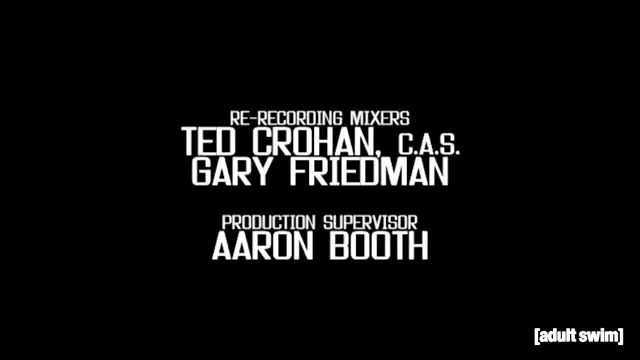 RE-RECORDING MIXERS
TED CROHAN, C.A.S.
GARY FRIEDMAN
PRODUCTION SUPERVISOR
AARON BOOTH
[adult swim]